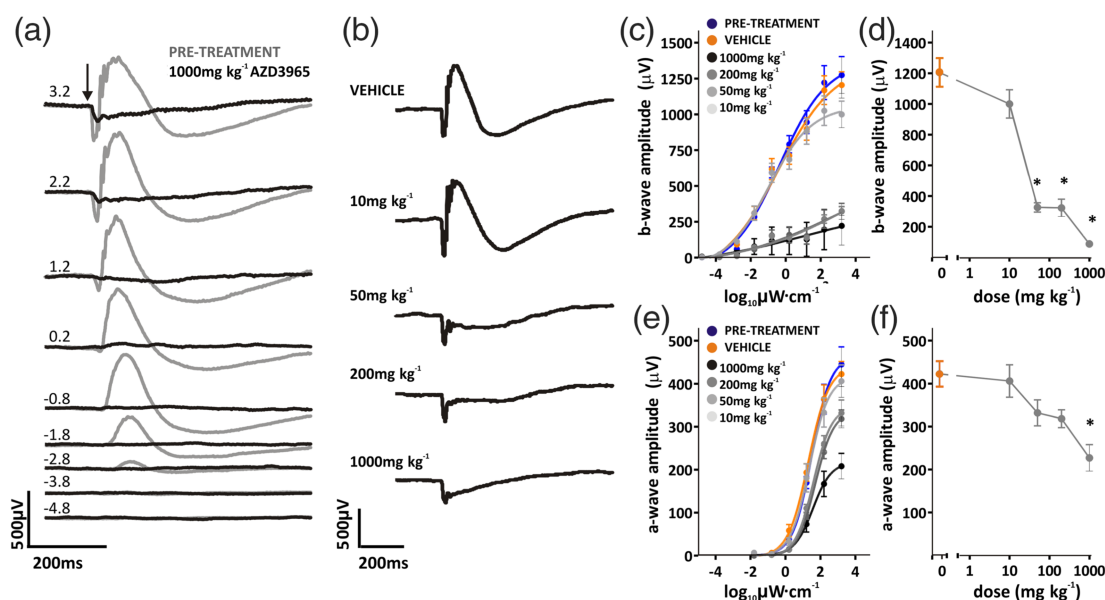 (a)
PRE-TREATMENT
1000mg kg⁻¹ AZD3965
3.2
2.2
1.2
0.2
-0.8
-1.8
-2.8
-3.8
-4.8
500µV
200ms
(b)
VEHICLE
10mg kg⁻¹
50mg kg⁻¹
200mg kg⁻¹
1000mg kg⁻¹
500µV
200ms
(c)
PRE-TREATMENT
VEHICLE
1000mg kg⁻¹
200mg kg⁻¹
50mg kg⁻¹
10mg kg⁻¹
b-wave amplitude (µV)
1500
1250
1000
750
500
250
0
-4 -2 0 2 4
log₁₀µW·cm⁻¹
(d)
b-wave amplitude (µV)
1400
1200
1000
800
600
400
200
* * *
0 1 10 100 1000
dose (mg kg⁻¹)
(e)
PRE-TREATMENT
VEHICLE
1000mg kg⁻¹
200mg kg⁻¹
50mg kg⁻¹
10mg kg⁻¹
a-wave amplitude (µV)
500
400
300
200
100
0
-4 -2 0 2 4
log₁₀µW·cm⁻¹
(f)
a-wave amplitude (µV)
500
400
300
200
100
*
0 1 10 100 1000
dose (mg kg⁻¹)